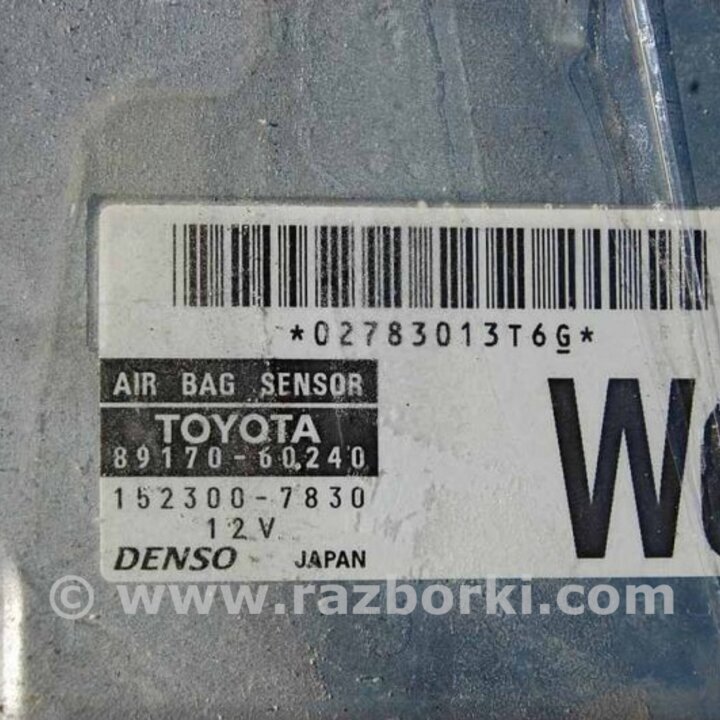 *02783013T6G*
AIR BAG SENSOR
TOYOTA
89170-60240
152300-7830
12V
DENSO JAPAN
© www.razborki.com